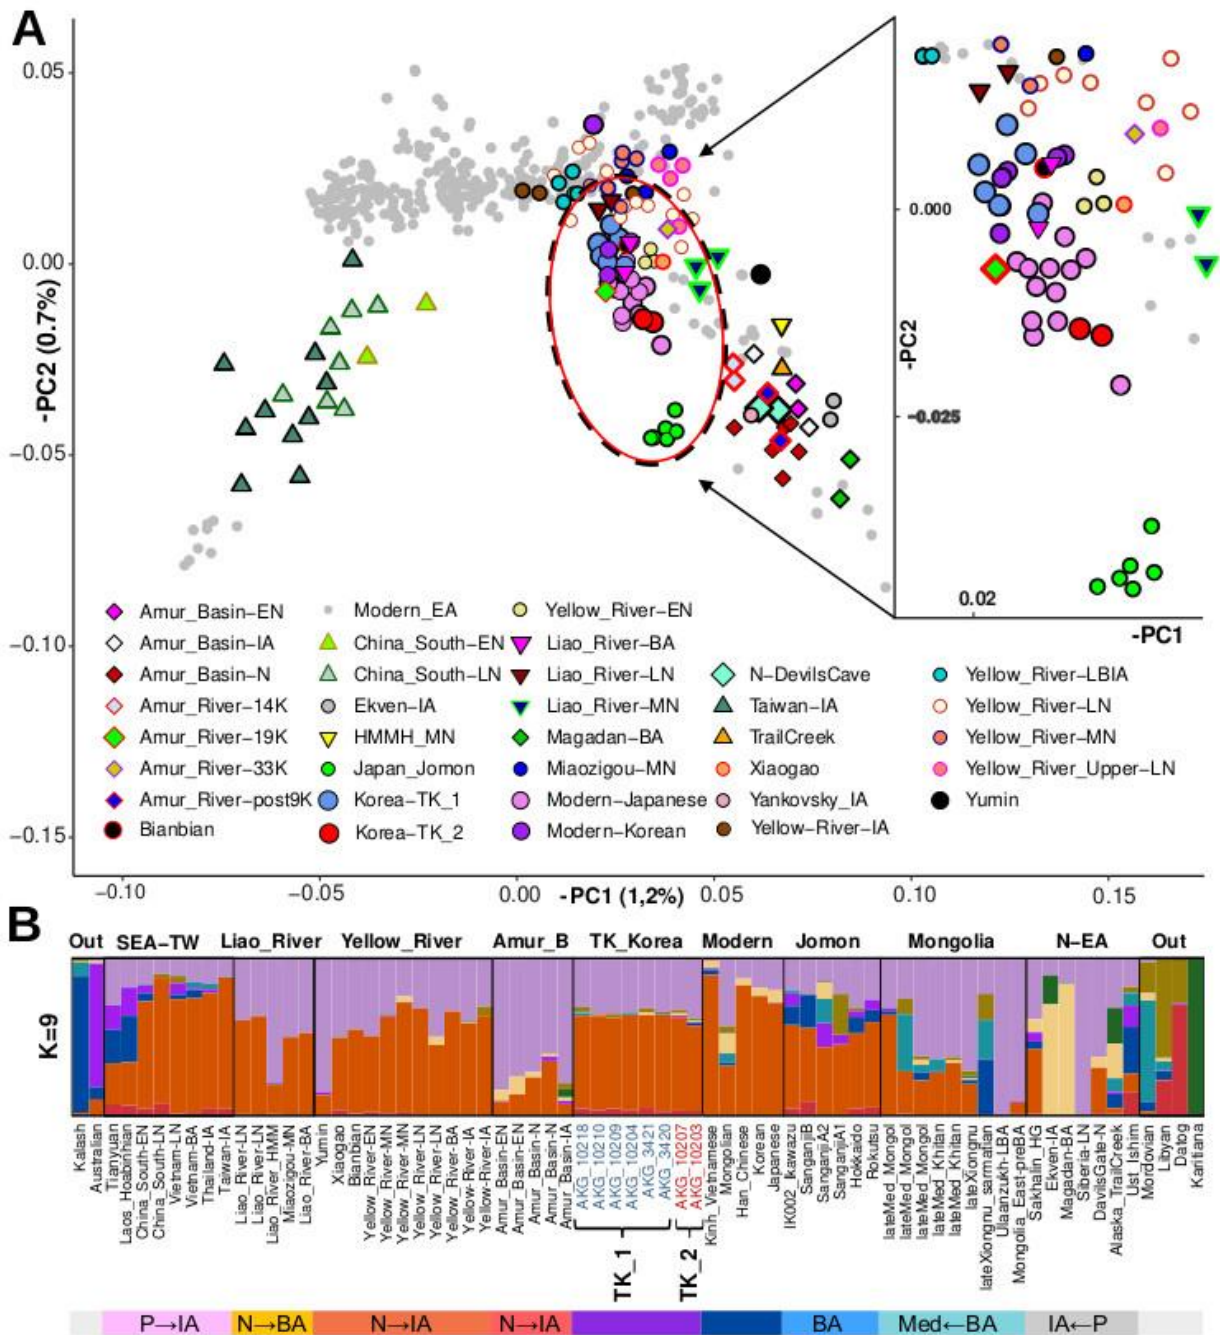 A
0.05
0.00
−0.05
−0.10
−0.15
-PC2 (0.7%)
−0.10
−0.05
0.00
-PC1 (1,2%)
0.05
0.10
0.15
0.000
−0.025
-PC2
0.02
-PC1
Amur_Basin−EN
Amur_Basin−IA
Amur_Basin−N
Amur_River−14K
Amur_River−19K
Amur_River−33K
Amur_River−post9K
Bianbian
Modern_EA
China_South−EN
China_South−LN
Ekven−IA
HMMH_MN
Japan_Jomon
Korea−TK_1
Korea−TK_2
Yellow_River−EN
Liao_River−BA
Liao_River−LN
Liao_River−MN
Magadan−BA
Miaozigou−MN
Modern−Japanese
Modern−Korean
N−DevilsCave
Taiwan−IA
TrailCreek
Xiaogao
Yankovsky_IA
Yellow−River−IA
Yellow_River−LBIA
Yellow_River−LN
Yellow_River−MN
Yellow_River_Upper−LN
Yumin
B
Out SEA−TW Liao_River Yellow_River Amur_B TK_Korea Modern Jomon Mongolia N−EA Out
K=9
Kalash
Australian
Tianyuan
Laos_Hoabinhian
China_South−EN
China_South−LN
Vietnam−LN
Vietnam−BA
Thailand−IA
Taiwan−IA
Liao_River−LN
Liao_River−LN
Liao_River_HMM
Miaozigou−MN
Liao_River−BA
Yumin
Xiaogao
Bianban
Yellow_River−EN
Yellow_River−MN
Yellow_River−MN
Yellow_River−LN
Yellow_River−LN
Yellow_River−BA
Yellow_River−IA
Yellow−River−IA
Amur_Basin−EN
Amur_Basin−EN
Amur_Basin−N
Amur_Basin−N
Amur_Basin−IA
AKG_10218
AKG_10210
AKG_10209
AKG_10204
AKG_3421
AKG_3420
AKG_10207
AKG_10203
Kinh_Vietnamese
Mongolian
Han_Chinese
Korean
Japanese
IK002_Ikawazu
SanganjiB
SanganjiA2
SanganjiA1
Hokkaido
Rokutsu
lateMed_Mongol
lateMed_Mongol
lateMed_Mongol
lateMed_Khitan
lateMed_Khitan
lateXiongnu
lateXiongnu_sarmatian
Ulaanzukh−LBA
Mongolia_East−preBA
Sakhalin_HG
Ekven−IA
Magadan−BA
Siberia−LN
DavilsGate−N
Alaska_TrailCreek
Ust_Ishim
Mordovian
Libyan
Datog
Karitiana
TK_1
TK_2
P→IA N→BA N→IA N→IA BA Med←BA IA←P